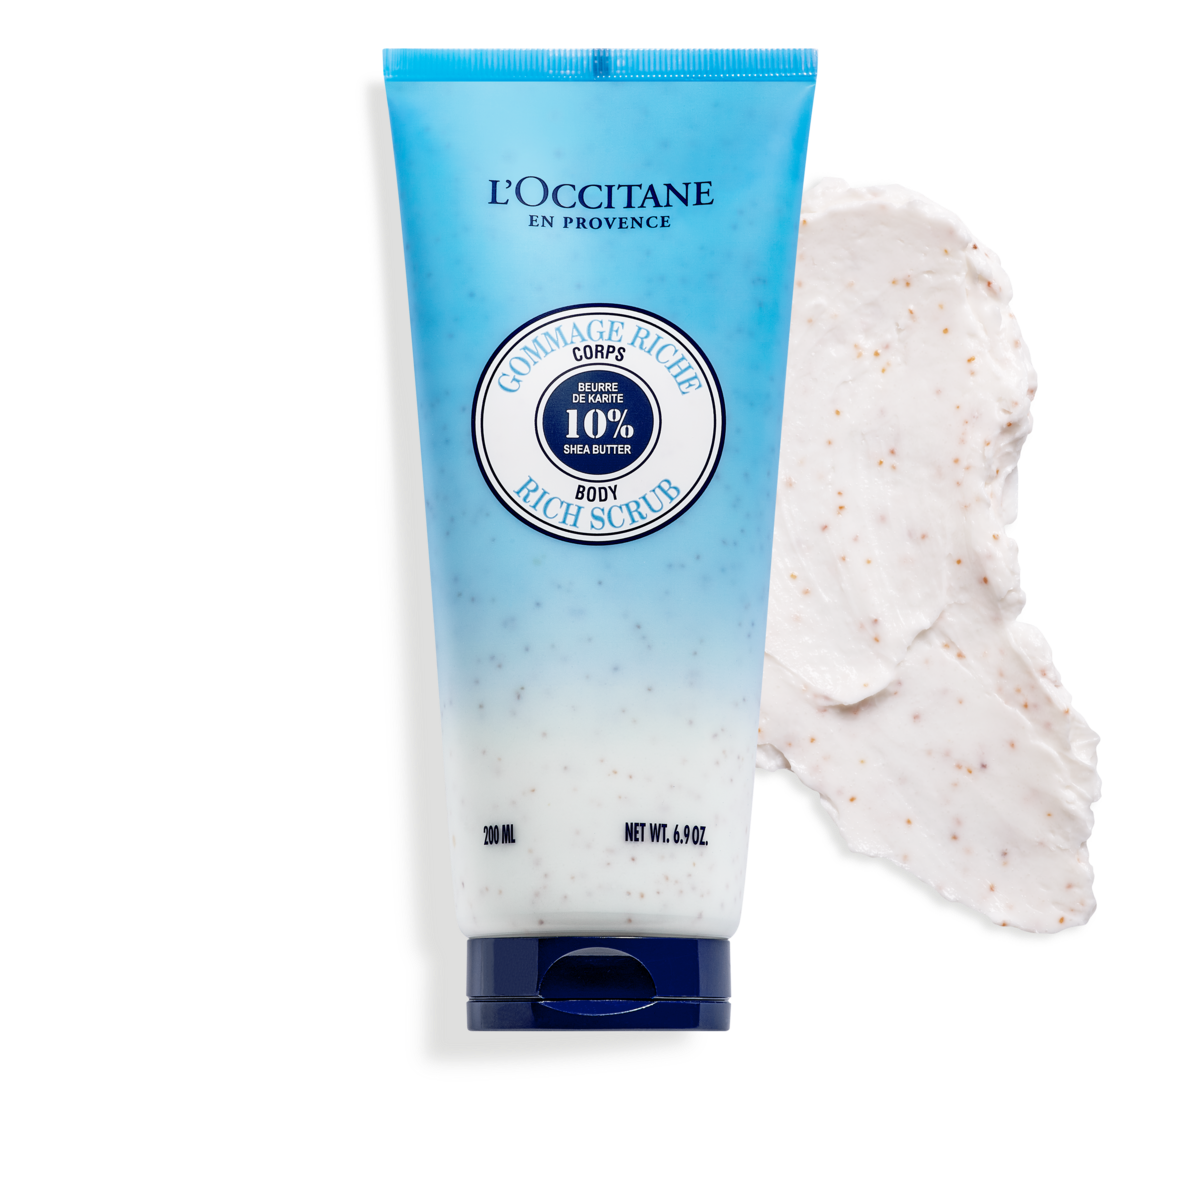 L'OCCITANE
EN PROVENCE
GOMMAGE RICHE
CORPS
BEURRE
DE KARITE
10%
SHEA BUTTER
BODY
RICH SCRUB
200 ML
NET WT. 6.9 OZ.